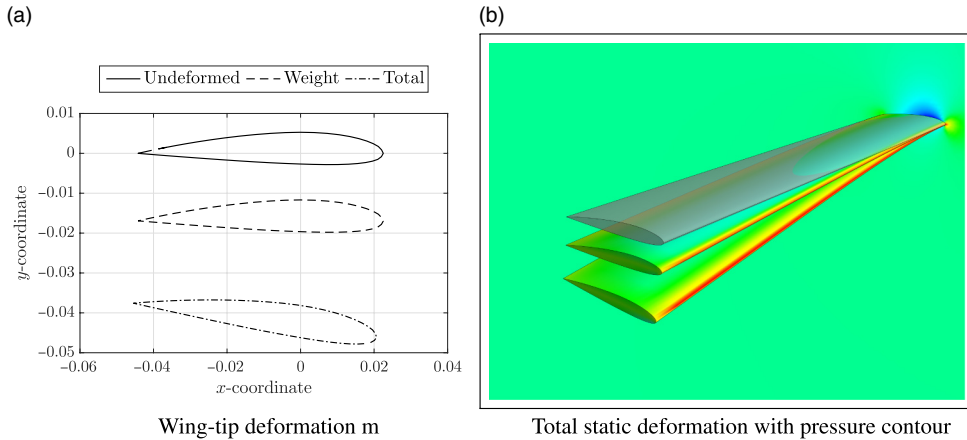 (a)
Undeformed Weight Total
0.01
0
−0.01
−0.02
−0.03
−0.04
−0.05
−0.06 −0.04 −0.02 0 0.02 0.04
y-coordinate
x-coordinate
Wing-tip deformation m
(b)
Total static deformation with pressure contour